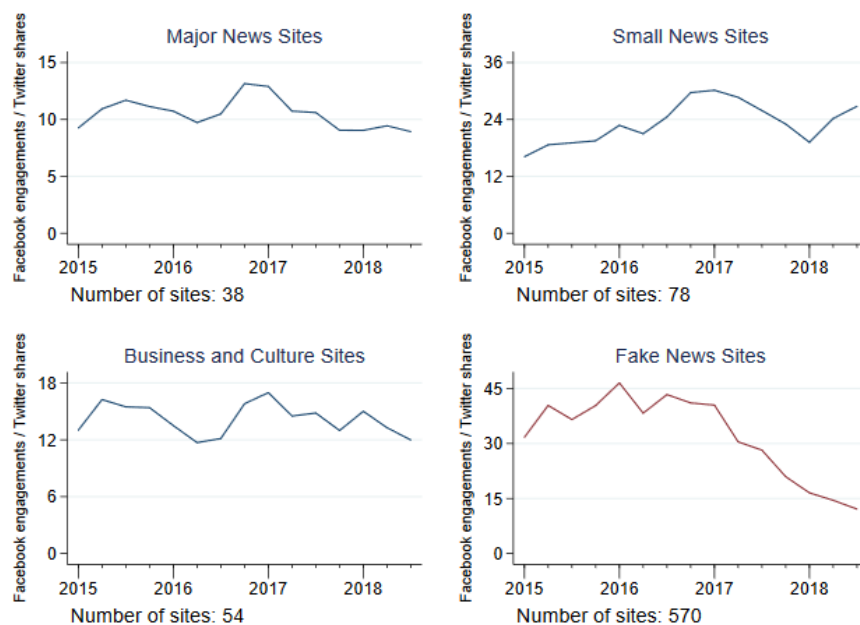 Major News Sites
Facebook engagements / Twitter shares
15
10
5
0
2015 2016 2017 2018
Number of sites: 38
Small News Sites
Facebook engagements / Twitter shares
36
24
12
0
2015 2016 2017 2018
Number of sites: 78
Business and Culture Sites
Facebook engagements / Twitter shares
18
12
6
0
2015 2016 2017 2018
Number of sites: 54
Fake News Sites
Facebook engagements / Twitter shares
45
30
15
0
2015 2016 2017 2018
Number of sites: 570